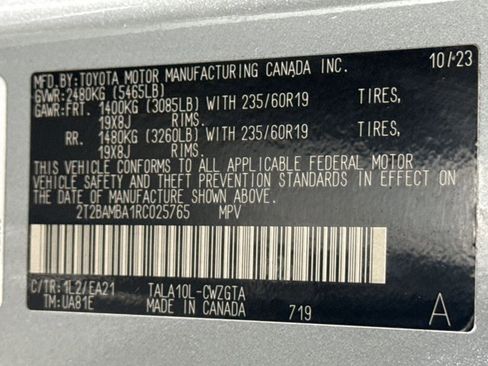 MFD.BY:TOYOTA MOTOR MANUFACTURING CANADA INC. 10/23
GVWR:2480KG (5465LB)
GAWR:FRT. 1400KG (3085LB) WITH 235/60R19 TIRES,
19X8J RIMS.
RR. 1480KG (3260LB) WITH 235/60R19 TIRES,
19X8J RIMS.
THIS VEHICLE CONFORMS TO ALL APPLICABLE FEDERAL MOTOR
VEHICLE SAFETY AND THEFT PREVENTION STANDARDS IN EFFECT ON
THE DATE OF MANUFACTURE SHOWN ABOVE.
2T2BAMBA1RC025765 MPV
C/TR:1L2/EA21 TALA10L-CWZGTA
TM:UA81E MADE IN CANADA 719 A